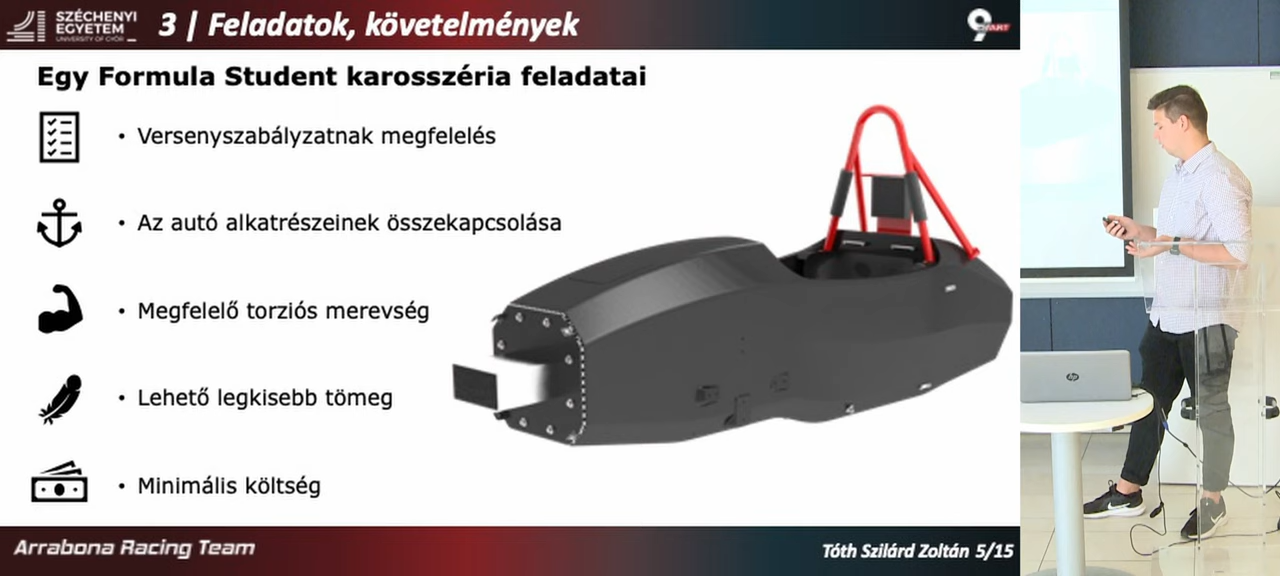 SZÉCHENYI
EGYETEM
UNIVERSITY OF GYŐR
3 | Feladatok, követelmények
Egy Formula Student karosszéria feladatai
• Versenyszabályzatnak megfelelés
• Az autó alkatrészeinek összekapcsolása
• Megfelelő torziós merevség
• Lehető legkisebb tömeg
• Minimális költség
Arrabona Racing Team
Tóth Szilárd Zoltán 5/15
hp